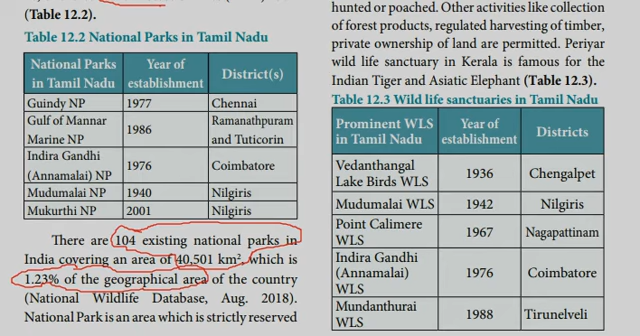 (Table 12.2).
Table 12.2 National Parks in Tamil Nadu
National Parks in Tamil Nadu | Year of establishment | District(s)
Guindy NP | 1977 | Chennai
Gulf of Mannar Marine NP | 1986 | Ramanathpuram and Tuticorin
Indira Gandhi (Annamalai) NP | 1976 | Coimbatore
Mudumalai NP | 1940 | Nilgiris
Mukurthi NP | 2001 | Nilgiris
There are 104 existing national parks in
India covering an area of 40,501 km², which is
1.23% of the geographical area of the country
(National Wildlife Database, Aug. 2018).
National Park is an area which is strictly reserved
hunted or poached. Other activities like collection
of forest products, regulated harvesting of timber,
private ownership of land are permitted. Periyar
wild life sanctuary in Kerala is famous for the
Indian Tiger and Asiatic Elephant (Table 12.3).
Table 12.3 Wild life sanctuaries in Tamil Nadu
Prominent WLS in Tamil Nadu | Year of establishment | Districts
Vedanthangal Lake Birds WLS | 1936 | Chengalpet
Mudumalai WLS | 1942 | Nilgiris
Point Calimere WLS | 1967 | Nagapattinam
Indira Gandhi (Annamalai) WLS | 1976 | Coimbatore
Mundanthurai WLS | 1988 | Tirunelveli